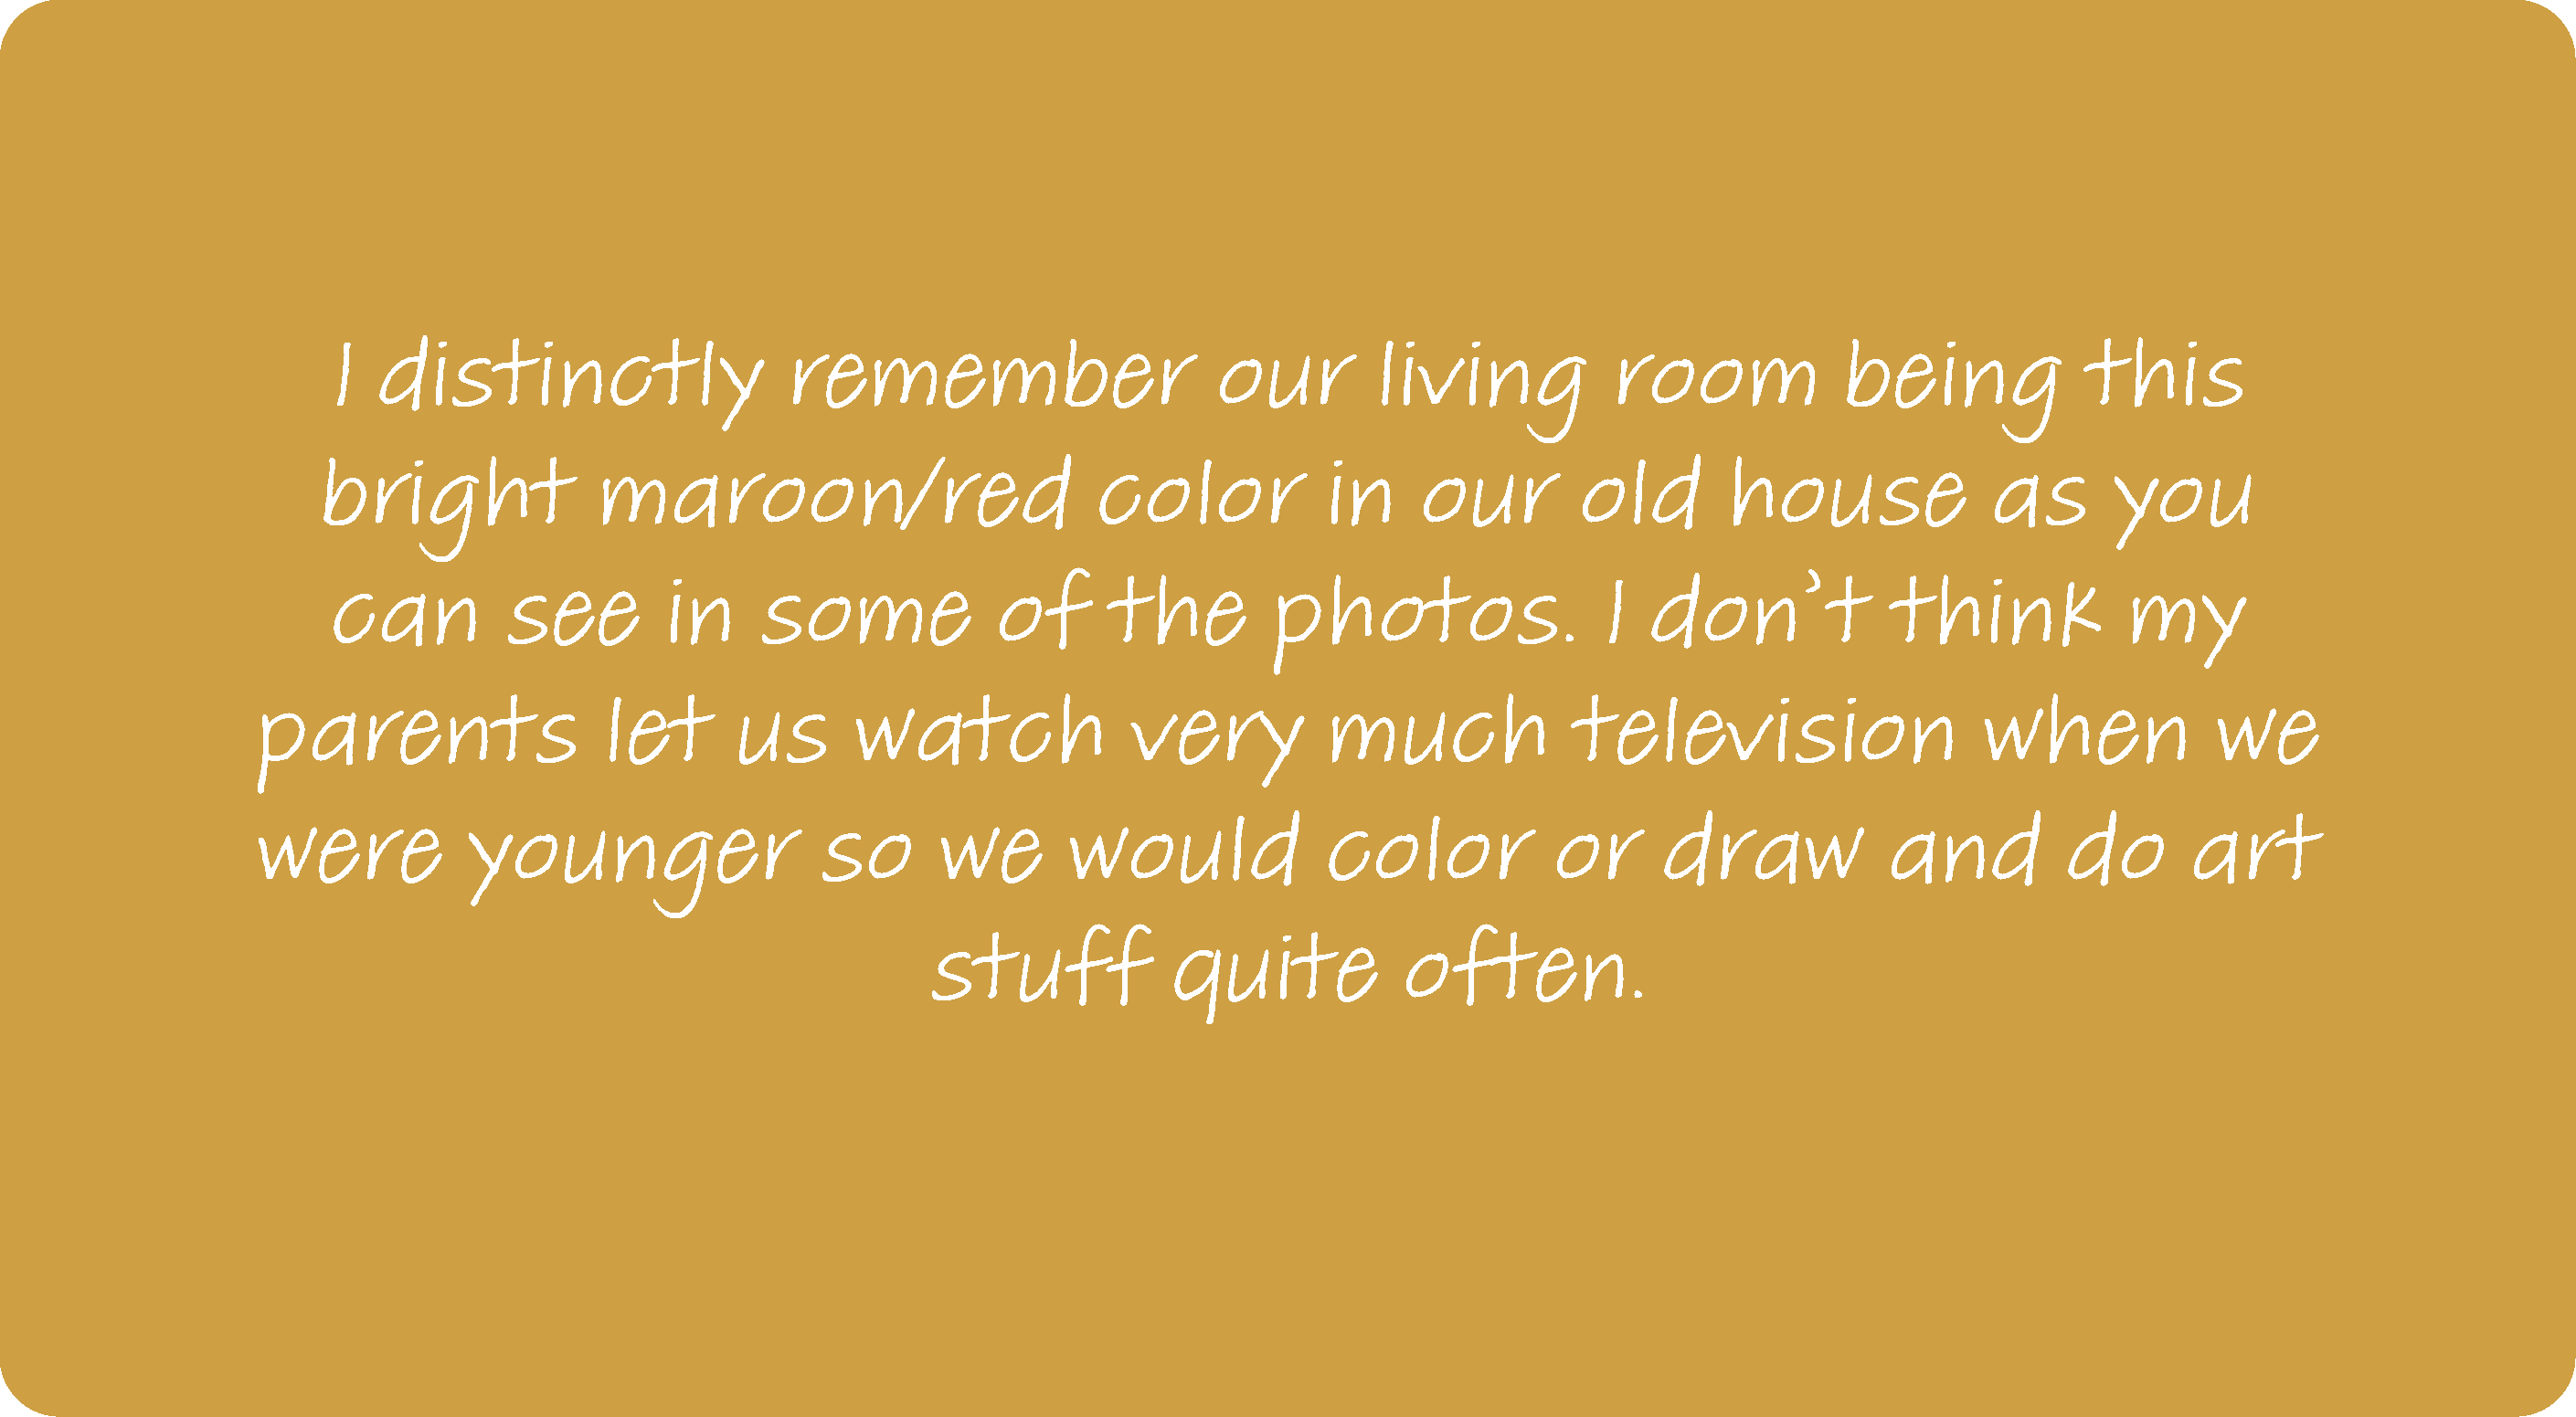 I distinctly remember our living room being this
bright maroon/red color in our old house as you
can see in some of the photos. I don’t think my
parents let us watch very much television when we
were younger so we would color or draw and do art
stuff quite often.